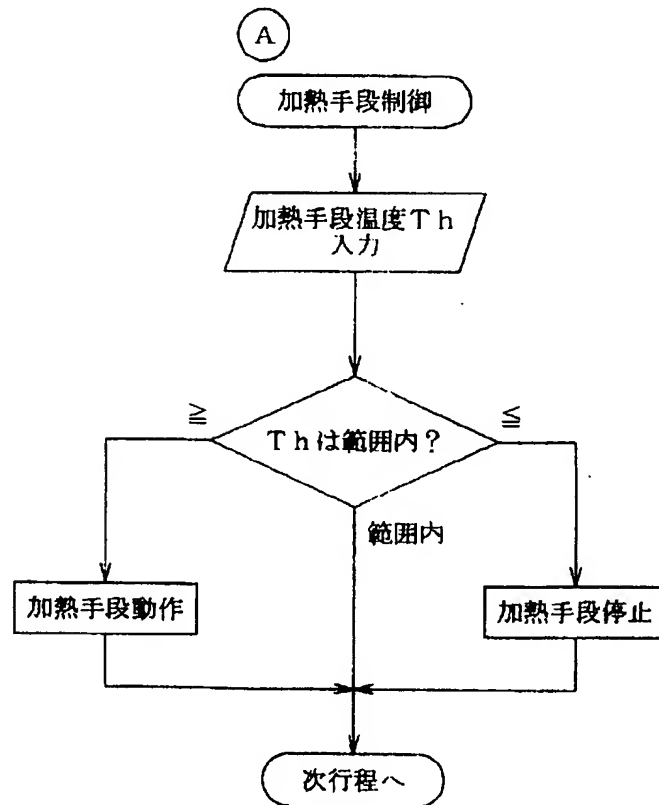 A
加熱手段制御
加熱手段温度Th
入力
≧
≦
Thは範囲内?
範囲内
加熱手段動作
加熱手段停止
次行程へ